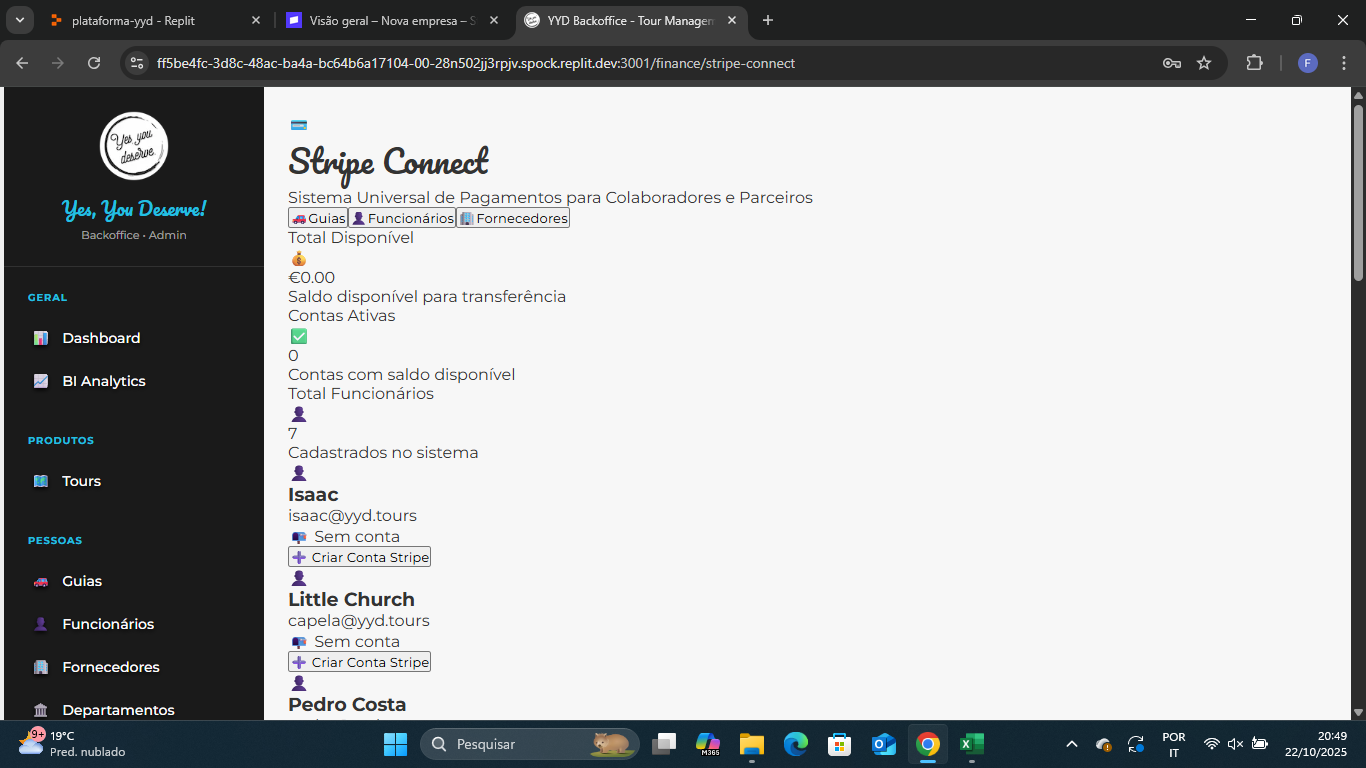 plataforma-yyd - Replit
Visão geral – Nova empresa – S
YYD Backoffice - Tour Managem
ff5be4fc-3d8c-48ac-ba4a-bc64b6a17104-00-28n502jj3rpjv.spock.replit.dev:3001/finance/stripe-connect
F
Yes you deserve.
Yes, You Deserve!
Backoffice • Admin
GERAL
Dashboard
BI Analytics
PRODUTOS
Tours
PESSOAS
Guias
Funcionários
Fornecedores
Departamentos
Stripe Connect
Sistema Universal de Pagamentos para Colaboradores e Parceiros
Guias Funcionários Fornecedores
Total Disponível
€0.00
Saldo disponível para transferência
Contas Ativas
0
Contas com saldo disponível
Total Funcionários
7
Cadastrados no sistema
Isaac
isaac@yyd.tours
Sem conta
Criar Conta Stripe
Little Church
capela@yyd.tours
Sem conta
Criar Conta Stripe
Pedro Costa
9+
19°C
Pred. nublado
Pesquisar
M365
POR
IT
20:49
22/10/2025